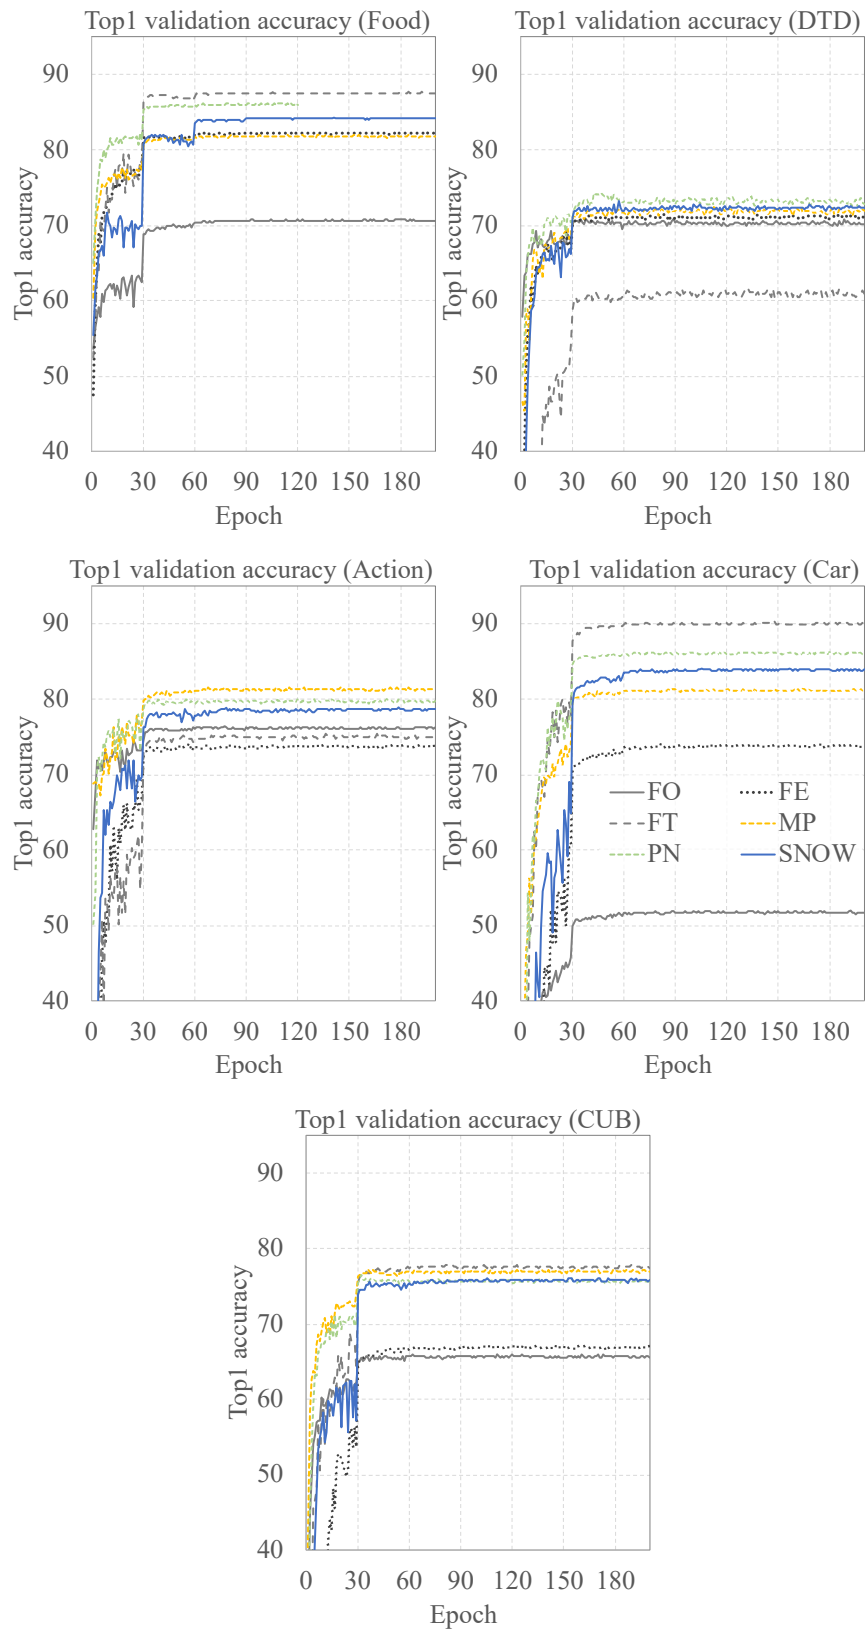 Top1 validation accuracy (Food)
90
80
70
60
50
40
Top1 accuracy
0 30 60 90 120 150 180
Epoch
Top1 validation accuracy (DTD)
90
80
70
60
50
40
Top1 accuracy
0 30 60 90 120 150 180
Epoch
Top1 validation accuracy (Action)
90
80
70
60
50
40
Top1 accuracy
0 30 60 90 120 150 180
Epoch
Top1 validation accuracy (Car)
90
80
70
60
50
40
Top1 accuracy
FO FE
FT MP
PN SNOW
0 30 60 90 120 150 180
Epoch
Top1 validation accuracy (CUB)
90
80
70
60
50
40
Top1 accuracy
0 30 60 90 120 150 180
Epoch